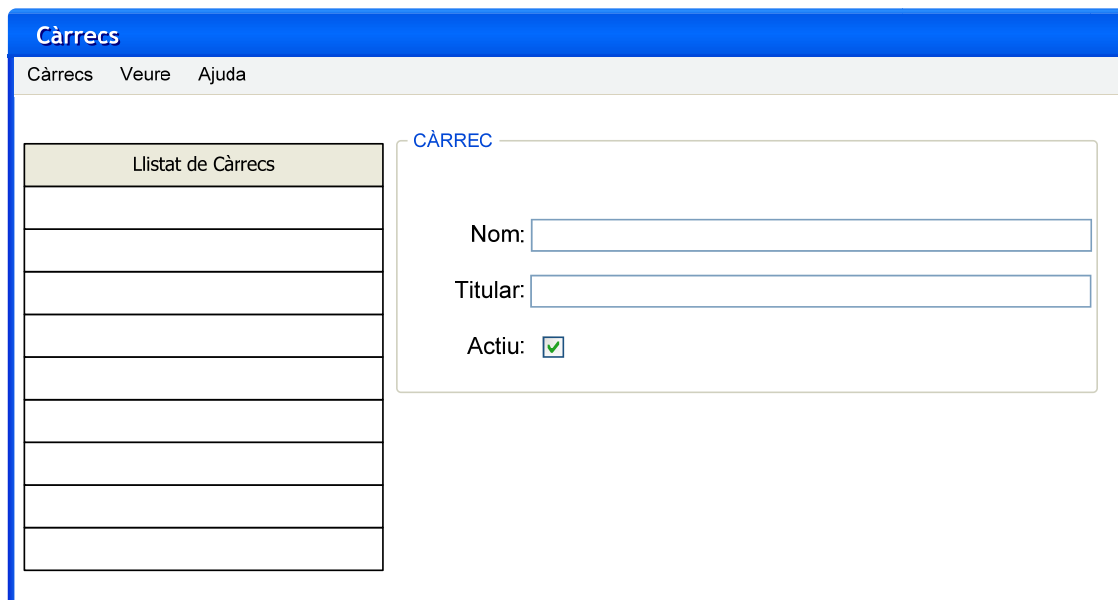 Càrrecs
Càrrecs Veure Ajuda
Llistat de Càrrecs
CÀRREC
Nom:
Titular:
Actiu: